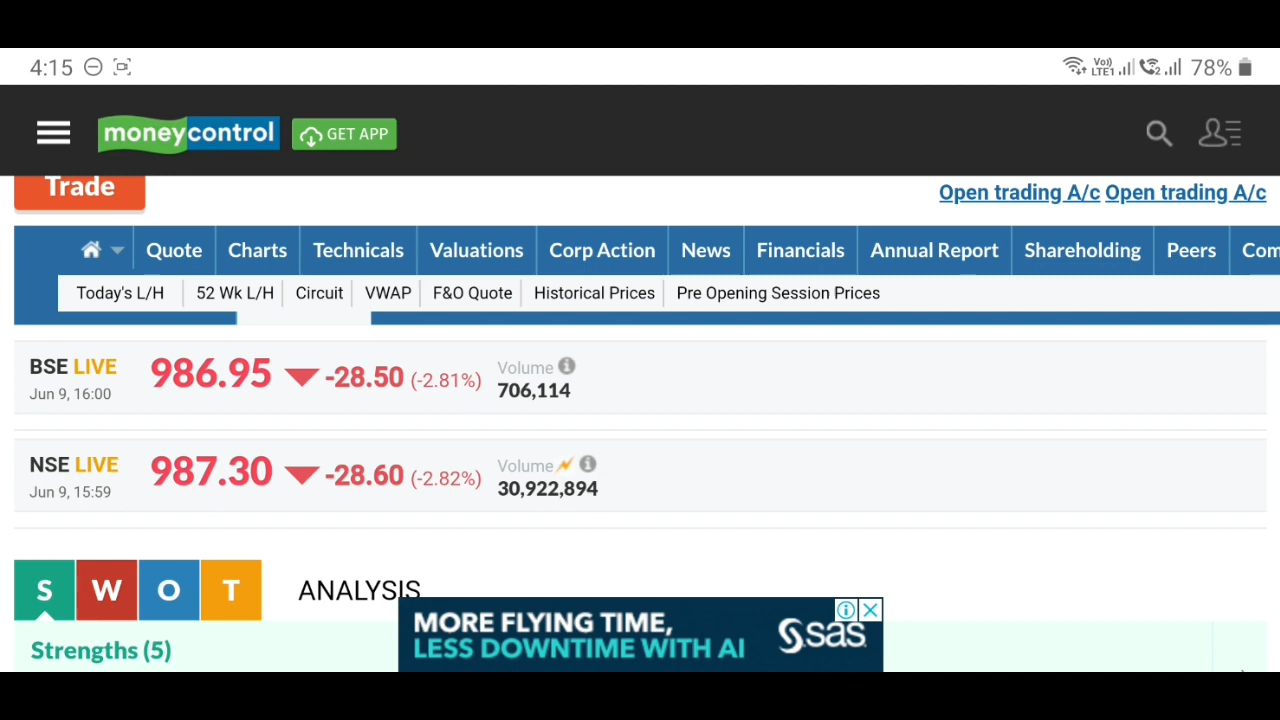 4:15 Vo) LTE1 2 78%
moneycontrol GET APP
Trade Open trading A/c Open trading A/c
Quote Charts Technicals Valuations Corp Action News Financials Annual Report Shareholding Peers Com
Today's L/H 52 Wk L/H Circuit VWAP F&O Quote Historical Prices Pre Opening Session Prices
BSE LIVE 986.95 -28.50 (-2.81%) Volume i
Jun 9, 16:00 706,114
NSE LIVE 987.30 -28.60 (-2.82%) Volume i
Jun 9, 15:59 30,922,894
S W O T ANALYSIS
MORE FLYING TIME,
LESS DOWNTIME WITH AI sas
Strengths (5)